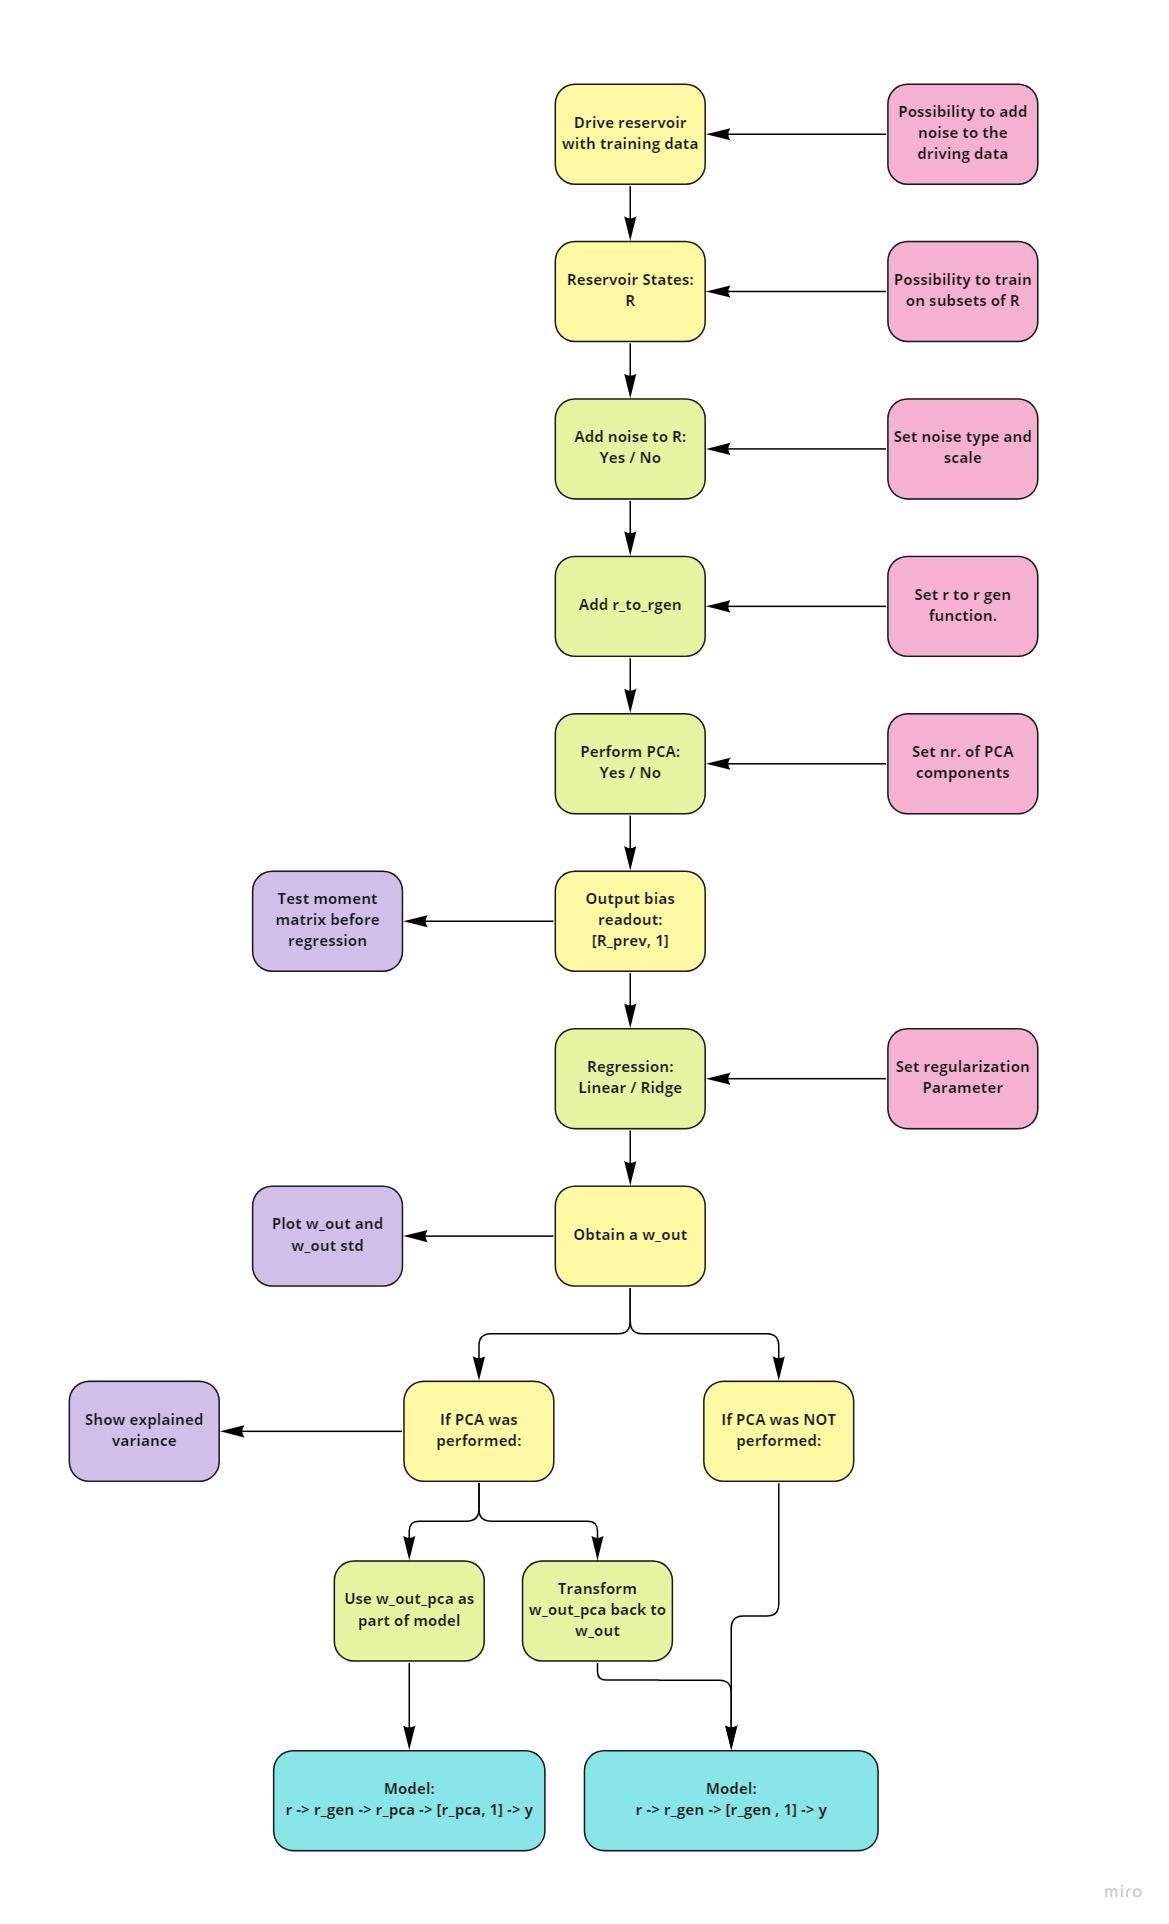 Drive reservoir
with training data
Possibility to add
noise to the
driving data
Reservoir States:
R
Possibility to train
on subsets of R
Add noise to R:
Yes / No
Set noise type and
scale
Add r_to_rgen
Set r to r gen
function.
Perform PCA:
Yes / No
Set nr. of PCA
components
Test moment
matrix before
regression
Output bias
readout:
[R_prev, 1]
Regression:
Linear / Ridge
Set regularization
Parameter
Plot w_out and
w_out std
Obtain a w_out
Show explained
variance
If PCA was
performed:
If PCA was NOT
performed:
Use w_out_pca as
part of model
Transform
w_out_pca back to
w_out
Model:
r -> r_gen -> r_pca -> [r_pca, 1] -> y
Model:
r -> r_gen -> [r_gen , 1] -> y
miro